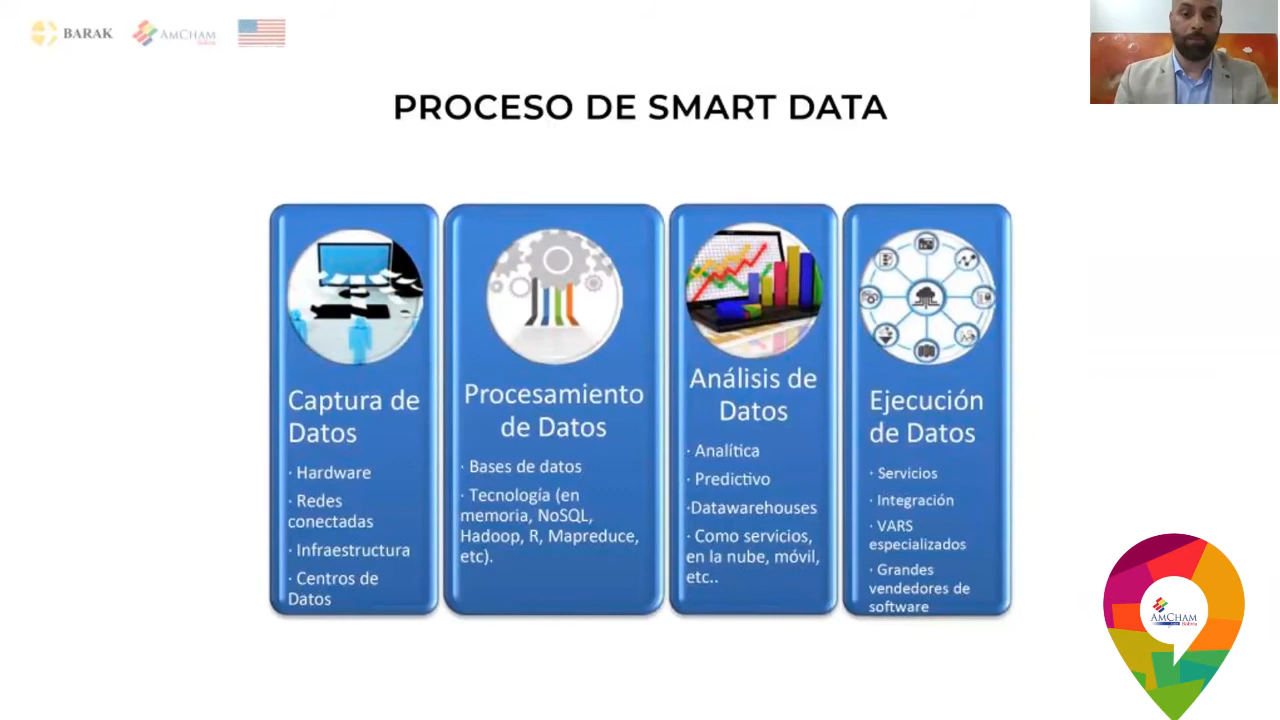 BARAK
AMCHAM
Bolivia
PROCESO DE SMART DATA
Captura de
Datos
· Hardware
· Redes
conectadas
· Infraestructura
· Centros de
Datos
Procesamiento
de Datos
· Bases de datos
· Tecnología (en
memoria, NoSQL,
Hadoop, R, Mapreduce,
etc).
Análisis de
Datos
· Analítica
· Predictivo
·Datawarehouses
· Como servicios,
en la nube, móvil,
etc..
Ejecución
de Datos
· Servicios
· Integración
· VARS
especializados
· Grandes
vendedores de
software
AMCHAM
Bolivia